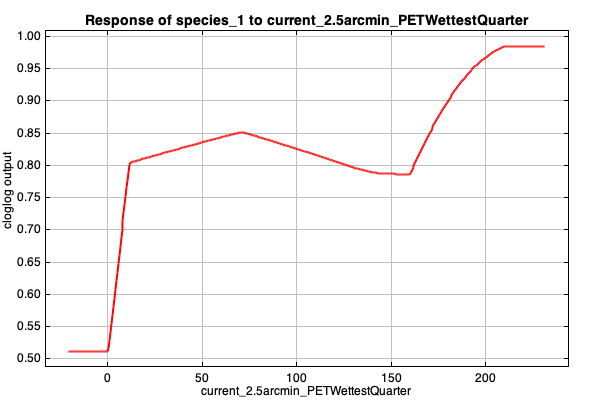 Response of species_1 to current_2.5arcmin_PETWettestQuarter
1.00
0.95
0.90
0.85
0.80
0.75
0.70
0.65
0.60
0.55
0.50
cloglog output
0 50 100 150 200
current_2.5arcmin_PETWettestQuarter